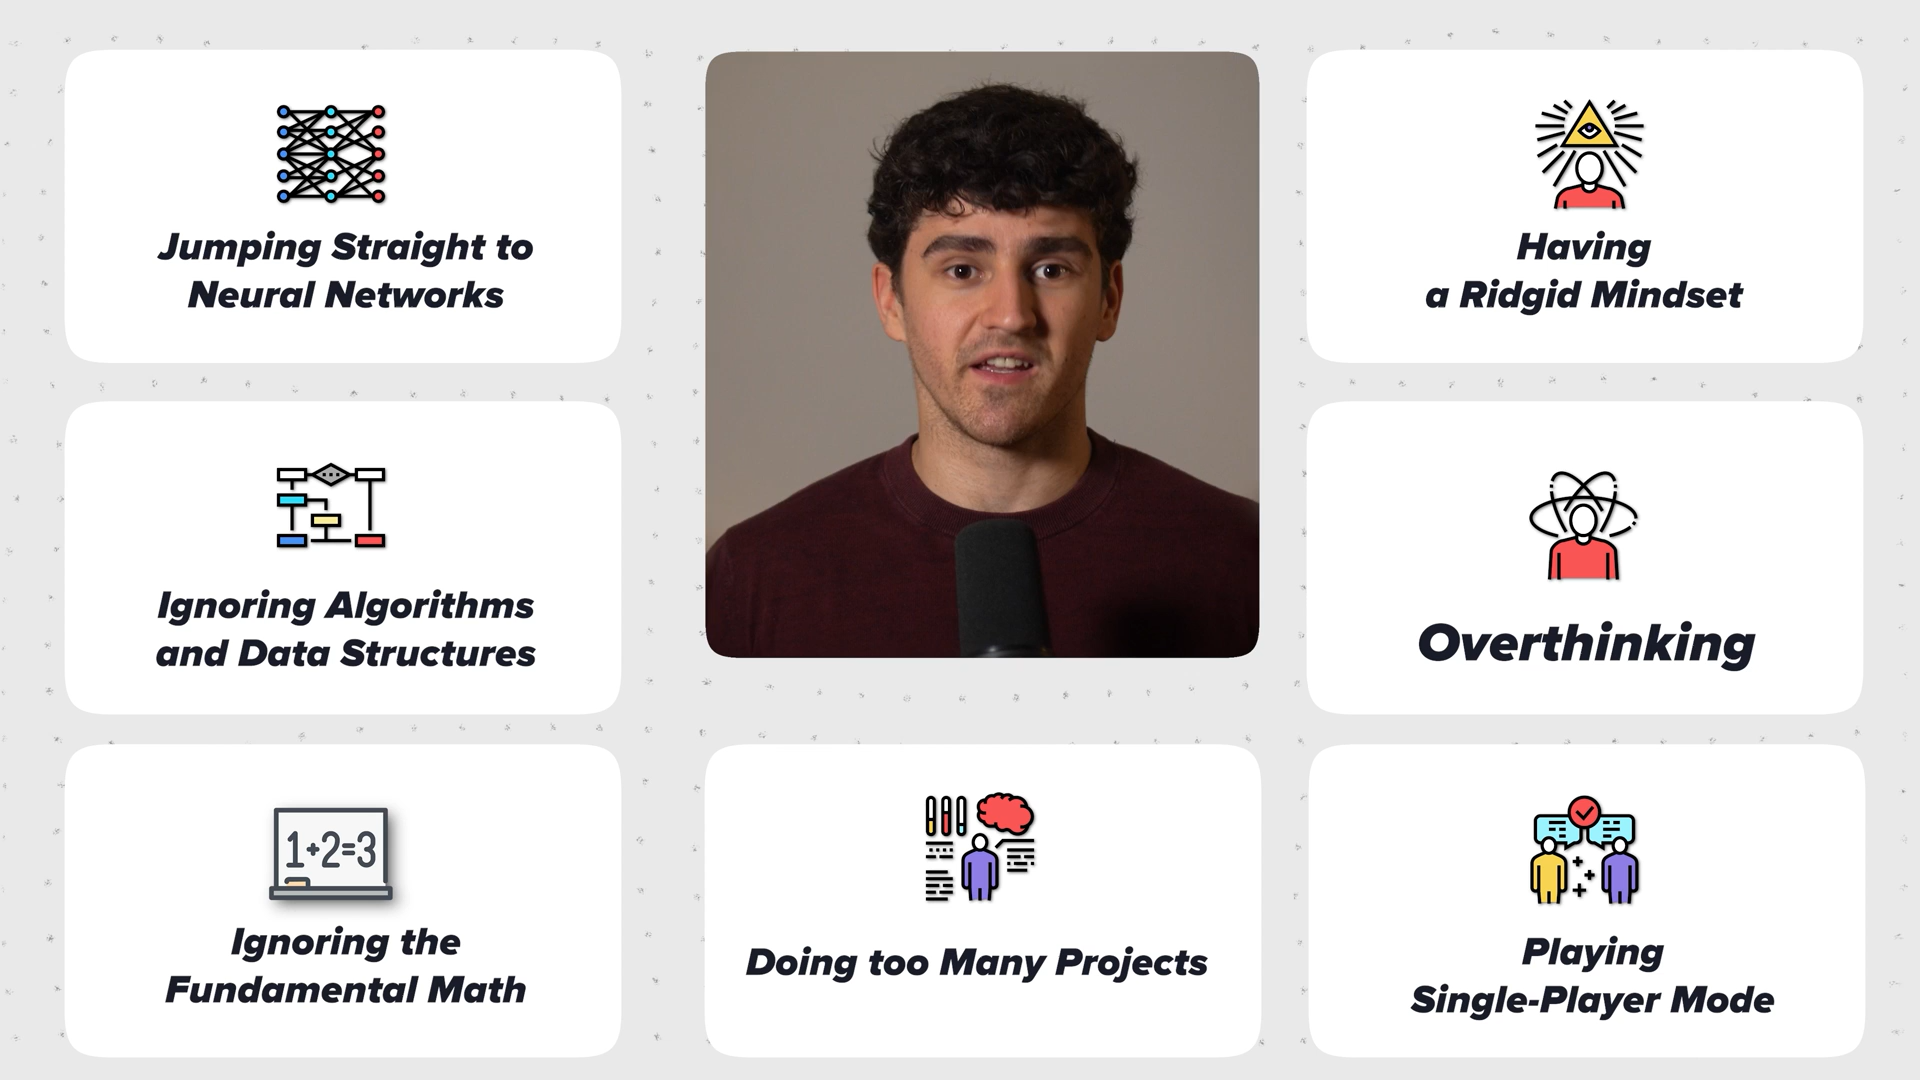 Jumping Straight to
Neural Networks
Having
a Ridgid Mindset
Ignoring Algorithms
and Data Structures
Overthinking
1+2=3
Ignoring the
Fundamental Math
Doing too Many Projects
Playing
Single-Player Mode